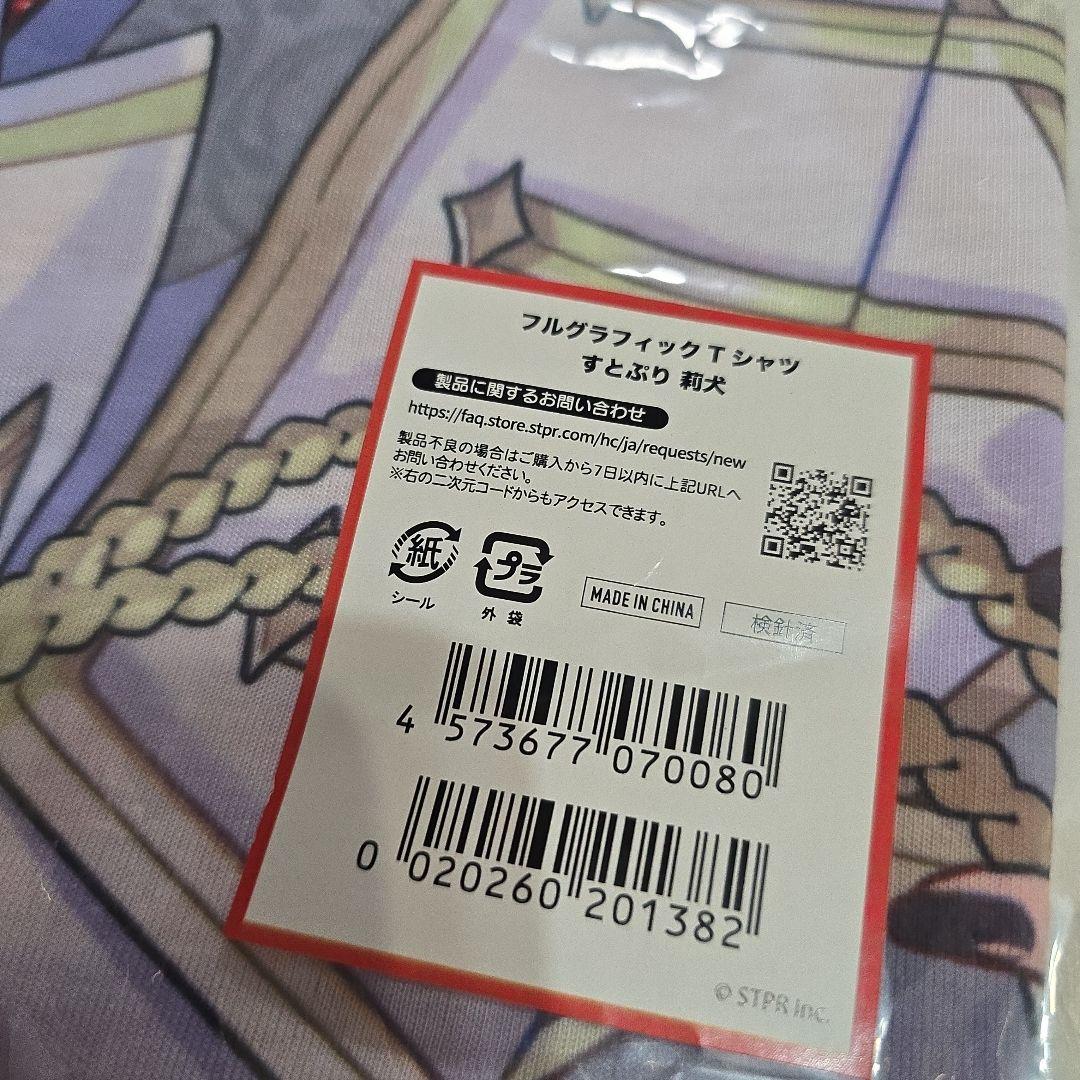 フルグラフィックTシャツ
すとぷり 莉犬
製品に関するお問い合わせ
https://faq.store.stpr.com/hc/ja/requests/new
製品不良の場合はご購入から7日以内に上記URLへ
お問い合わせください。
※右の二次元コードからもアクセスできます。
紙
シール
プラ
外 袋
MADE IN CHINA
検針済
4 573677 070080
0 020260 201382
© STPR Inc.